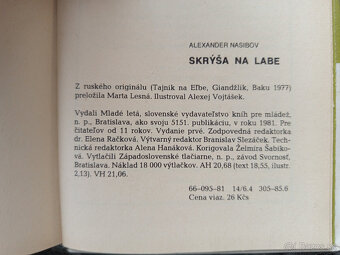 ALEXANDER NASIBOV
SKRÝŠA NA LABE
Z ruského originálu (Tajnik na Eľbe, Giandžlik, Baku 1977)
preložila Marta Lesná. Ilustroval Alexej Vojtášek.
Vydali Mladé letá, slovenské vydavateľstvo kníh pre mládež,
n. p., Bratislava, ako svoju 5151. publikáciu, v roku 1981. Pre
čitateľov od 11 rokov. Vydanie prvé. Zodpovedná redaktorka
dr. Elena Račková. Výtvarný redaktor Branislav Slezáček. Tech-
nická redaktorka Alena Hanáková. Korigovala Želmíra Šabíko-
vá. Vytlačili Západoslovenské tlačiarne, n. p., závod Svornosť,
Bratislava. Náklad 18 000 výtlačkov. AH 20,68 (text 18,55, ilustr.
2,13). VH 21,06.
66-095-81 14/6.4 305-85.6
Cena viaz. 26 Kčs